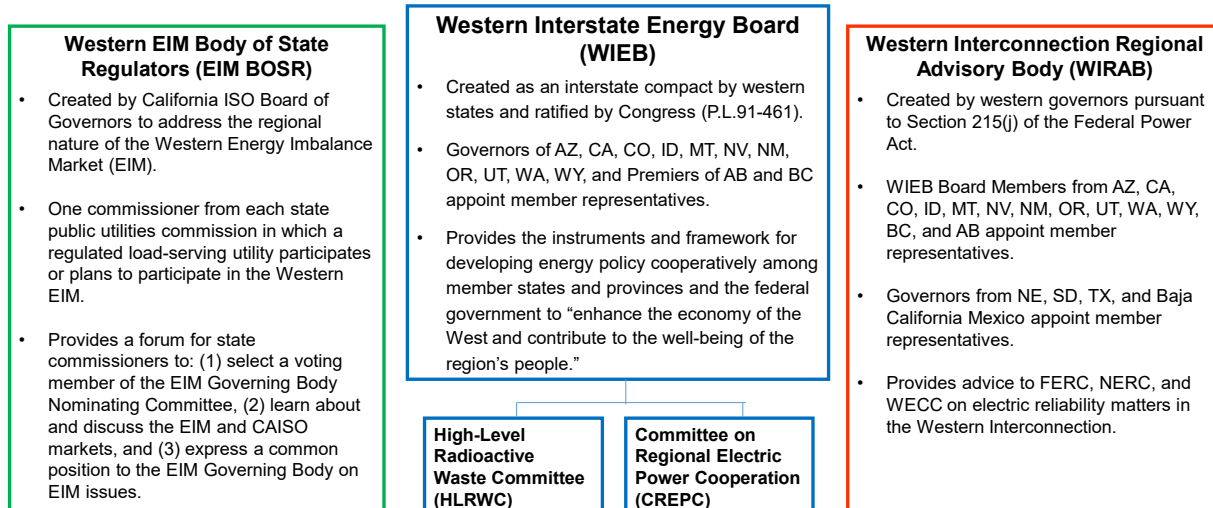 Western EIM Body of State
Regulators (EIM BOSR)
• Created by California ISO Board of
Governors to address the regional
nature of the Western Energy Imbalance
Market (EIM).
• One commissioner from each state
public utilities commission in which a
regulated load-serving utility participates
or plans to participate in the Western
EIM.
• Provides a forum for state
commissioners to: (1) select a voting
member of the EIM Governing Body
Nominating Committee, (2) learn about
and discuss the EIM and CAISO
markets, and (3) express a common
position to the EIM Governing Body on
EIM issues.
Western Interstate Energy Board
(WIEB)
• Created as an interstate compact by western
states and ratified by Congress (P.L.91-461).
• Governors of AZ, CA, CO, ID, MT, NV, NM,
OR, UT, WA, WY, and Premiers of AB and BC
appoint member representatives.
• Provides the instruments and framework for
developing energy policy cooperatively among
member states and provinces and the federal
government to “enhance the economy of the
West and contribute to the well-being of the
region’s people.”
High-Level
Radioactive
Waste Committee
(HLRWC)
Committee on
Regional Electric
Power Cooperation
(CREPC)
Western Interconnection Regional
Advisory Body (WIRAB)
• Created by western governors pursuant
to Section 215(j) of the Federal Power
Act.
• WIEB Board Members from AZ, CA,
CO, ID, MT, NV, NM, OR, UT, WA, WY,
BC, and AB appoint member
representatives.
• Governors from NE, SD, TX, and Baja
California Mexico appoint member
representatives.
• Provides advice to FERC, NERC, and
WECC on electric reliability matters in
the Western Interconnection.